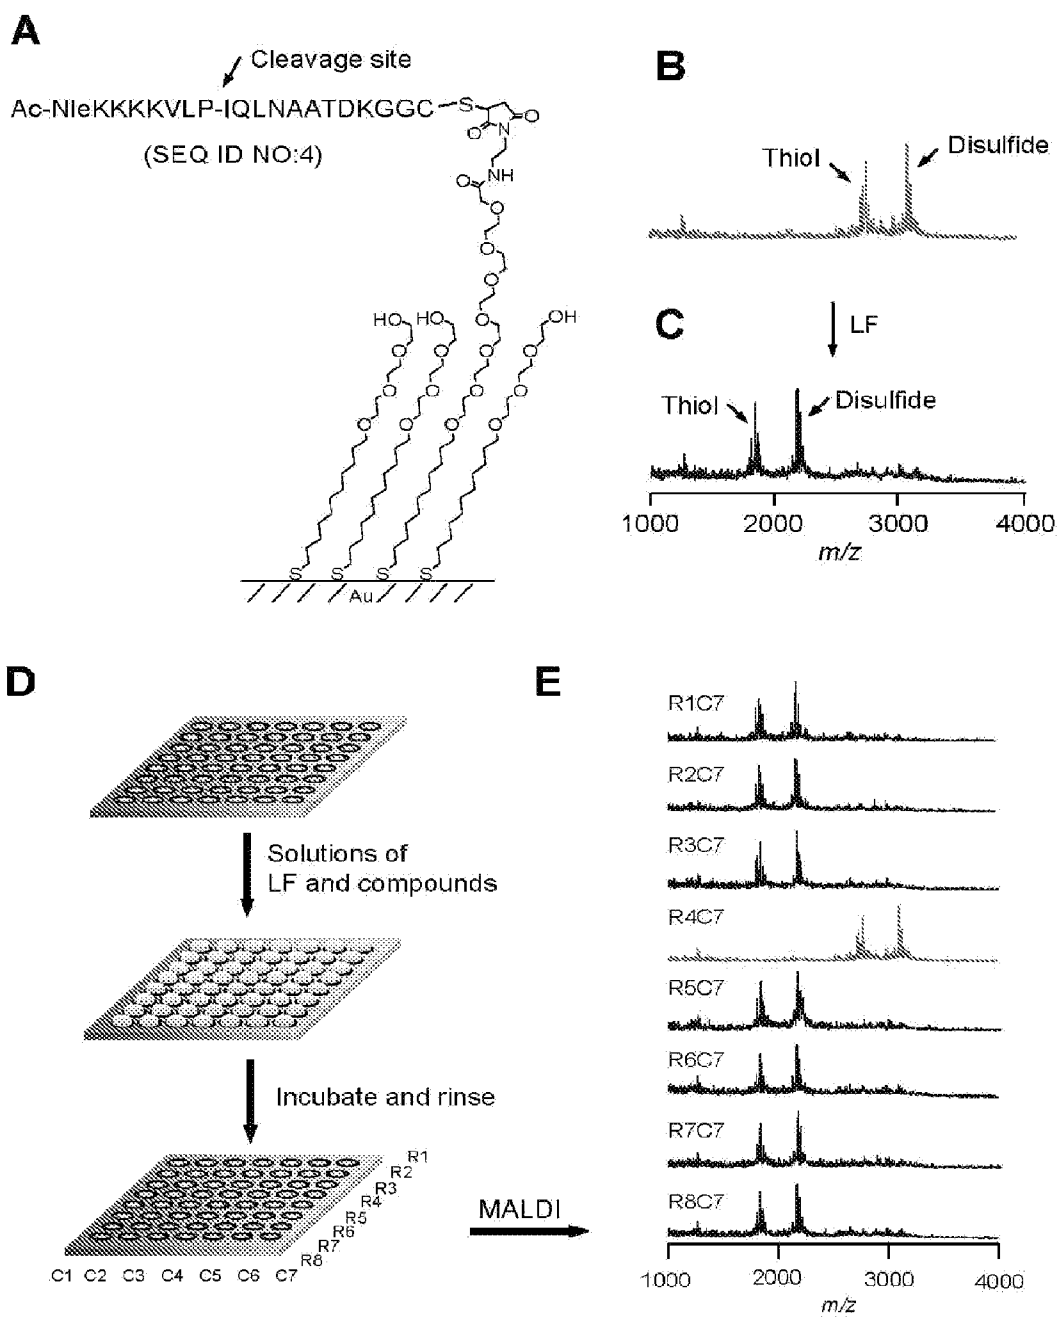 A
Cleavage site
Ac-NleKKKKVLP-IQLNAATDKGGC
S
O
N
O
(SEQ ID NO:4)
NH
O
O
O
O
O
O
HO
HO
OH
O
O
O
O
O
O
O
O
O
O
O
O
S
S
S
S
Au
B
Thiol
Disulfide
C
LF
Thiol
Disulfide
1000
2000
3000
4000
m/z
D
Solutions of
LF and compounds
Incubate and rinse
R1
R2
R3
R4
R5
R6
R7
R8
C1 C2 C3 C4 C5 C6 C7
MALDI
E
R1C7
R2C7
R3C7
R4C7
R5C7
R6C7
R7C7
R8C7
1000
2000
3000
4000
m/z